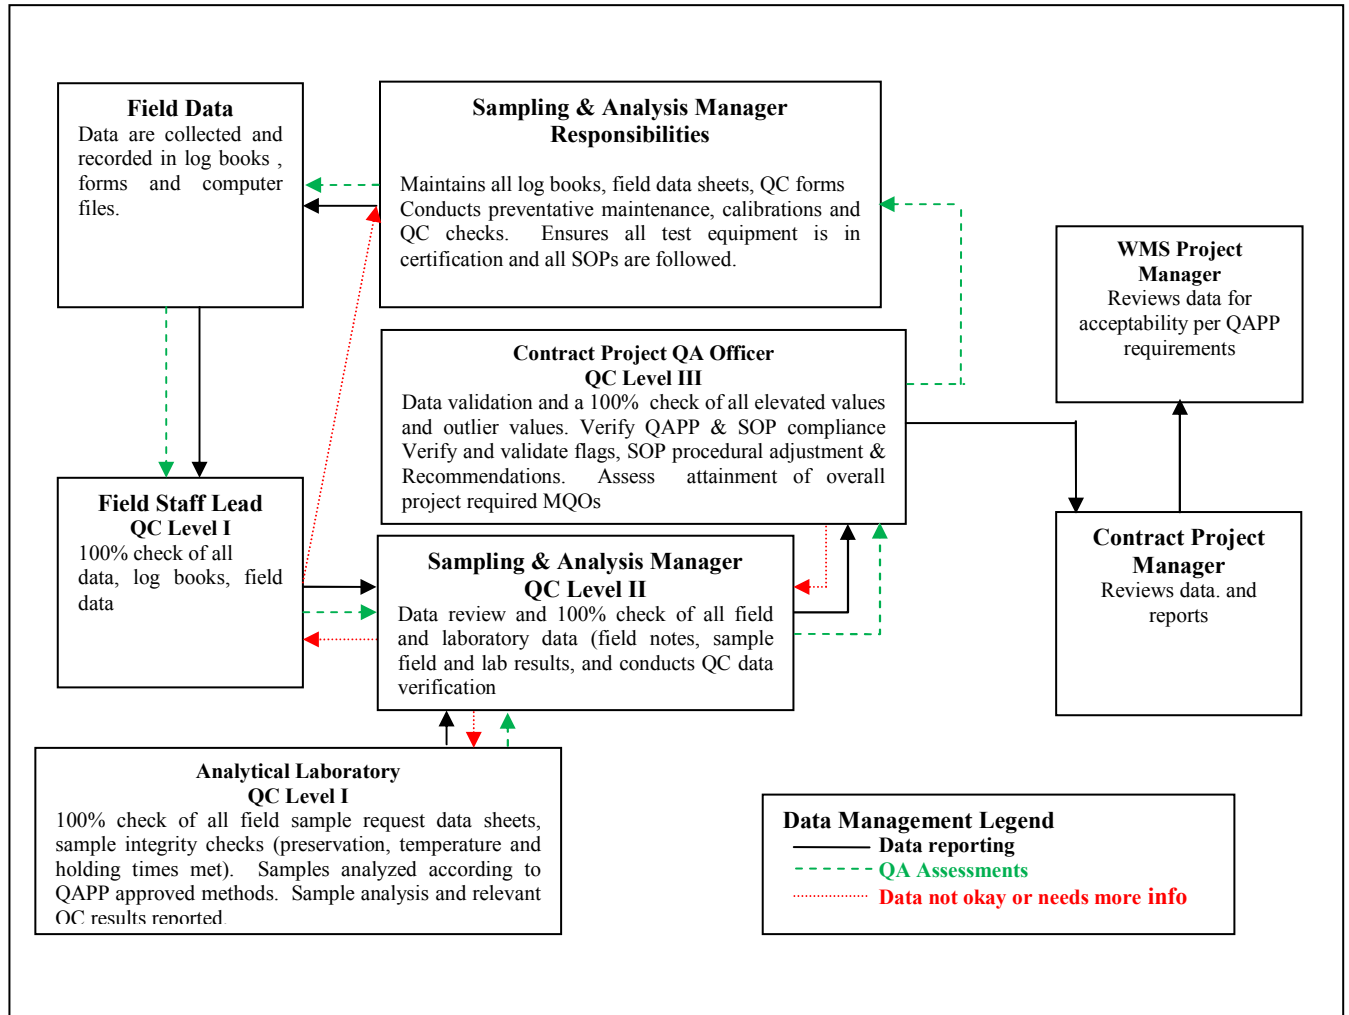 Field Data
Data are collected and
recorded in log books ,
forms and computer
files.
Sampling & Analysis Manager
Responsibilities
Maintains all log books, field data sheets, QC forms
Conducts preventative maintenance, calibrations and
QC checks. Ensures all test equipment is in
certification and all SOPs are followed.
WMS Project
Manager
Reviews data for
acceptability per QAPP
requirements
Contract Project QA Officer
QC Level III
Data validation and a 100% check of all elevated values
and outlier values. Verify QAPP & SOP compliance
Verify and validate flags, SOP procedural adjustment &
Recommendations. Assess attainment of overall
project required MQOs
Field Staff Lead
QC Level I
100% check of all
data, log books, field
data
Sampling & Analysis Manager
QC Level II
Data review and 100% check of all field
and laboratory data (field notes, sample
field and lab results, and conducts QC data
verification
Contract Project
Manager
Reviews data. and
reports
Analytical Laboratory
QC Level I
100% check of all field sample request data sheets,
sample integrity checks (preservation, temperature and
holding times met). Samples analyzed according to
QAPP approved methods. Sample analysis and relevant
QC results reported.
Data Management Legend
Data reporting
QA Assessments
Data not okay or needs more info